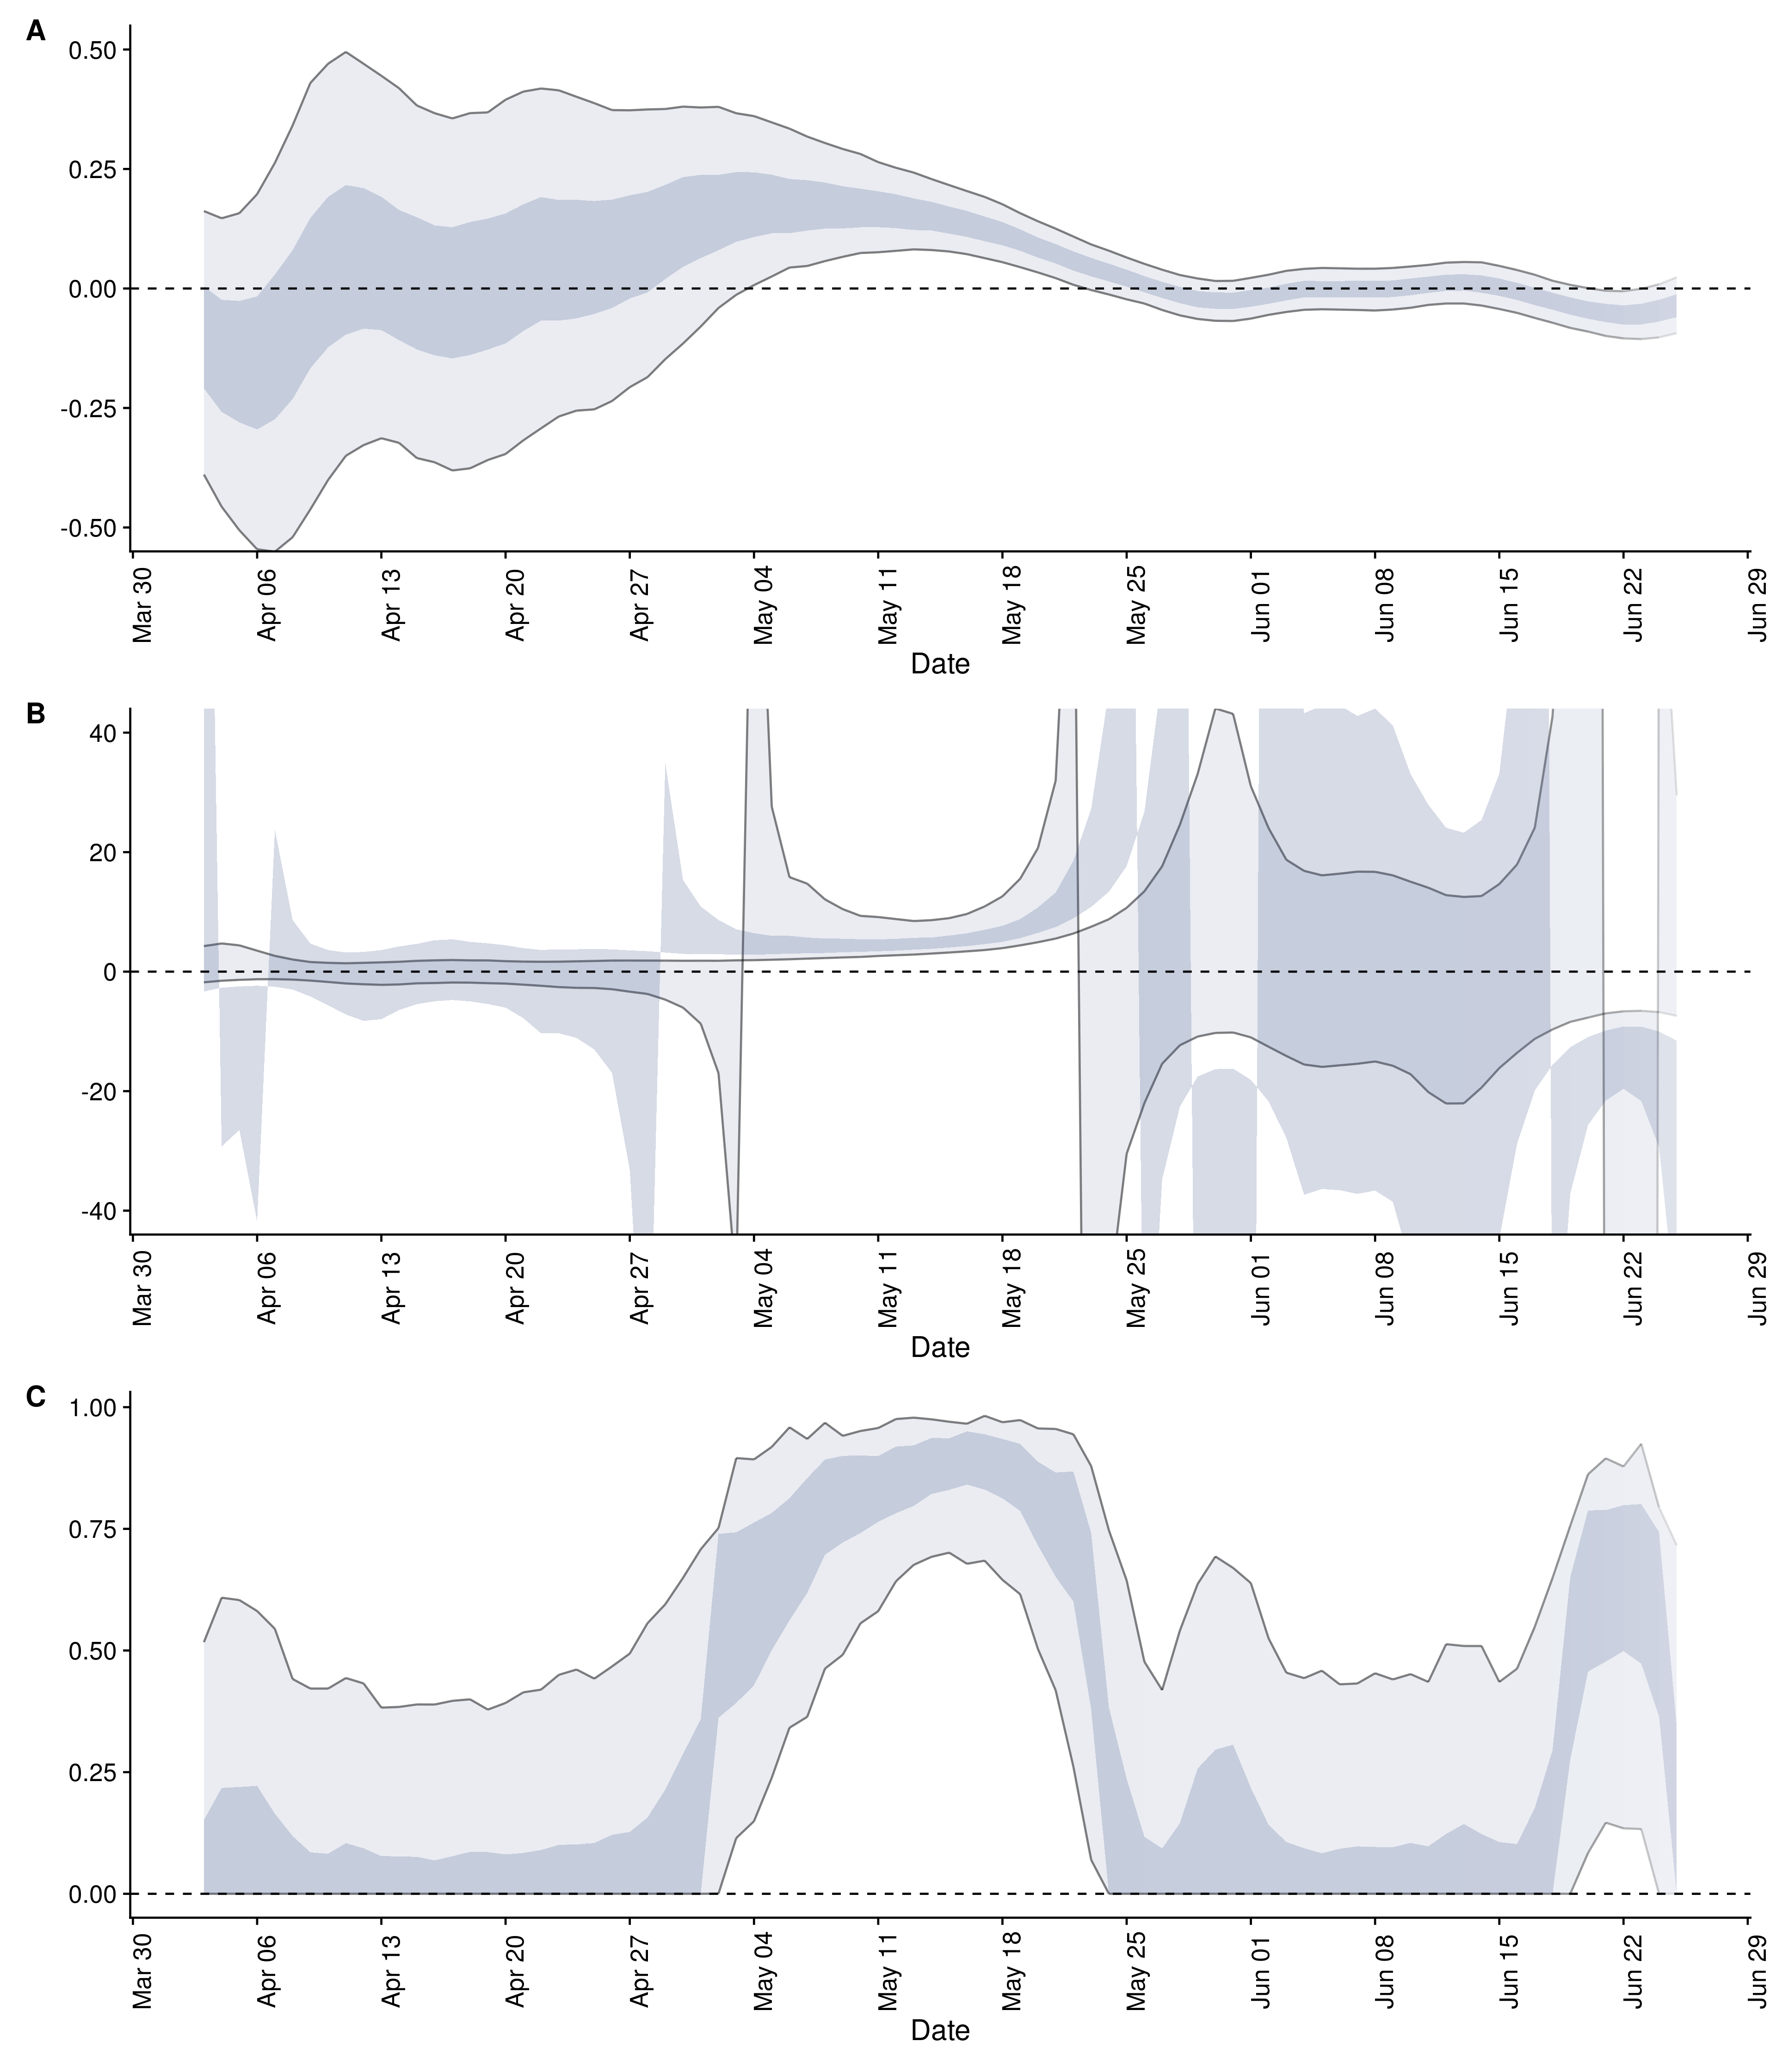 A
0.50
0.25
0.00
-0.25
-0.50
Mar 30
Apr 06
Apr 13
Apr 20
Apr 27
May 04
May 11
May 18
May 25
Jun 01
Jun 08
Jun 15
Jun 22
Jun 29
Date
B
40
20
0
-20
-40
Mar 30
Apr 06
Apr 13
Apr 20
Apr 27
May 04
May 11
May 18
May 25
Jun 01
Jun 08
Jun 15
Jun 22
Jun 29
Date
C
1.00
0.75
0.50
0.25
0.00
Mar 30
Apr 06
Apr 13
Apr 20
Apr 27
May 04
May 11
May 18
May 25
Jun 01
Jun 08
Jun 15
Jun 22
Jun 29
Date